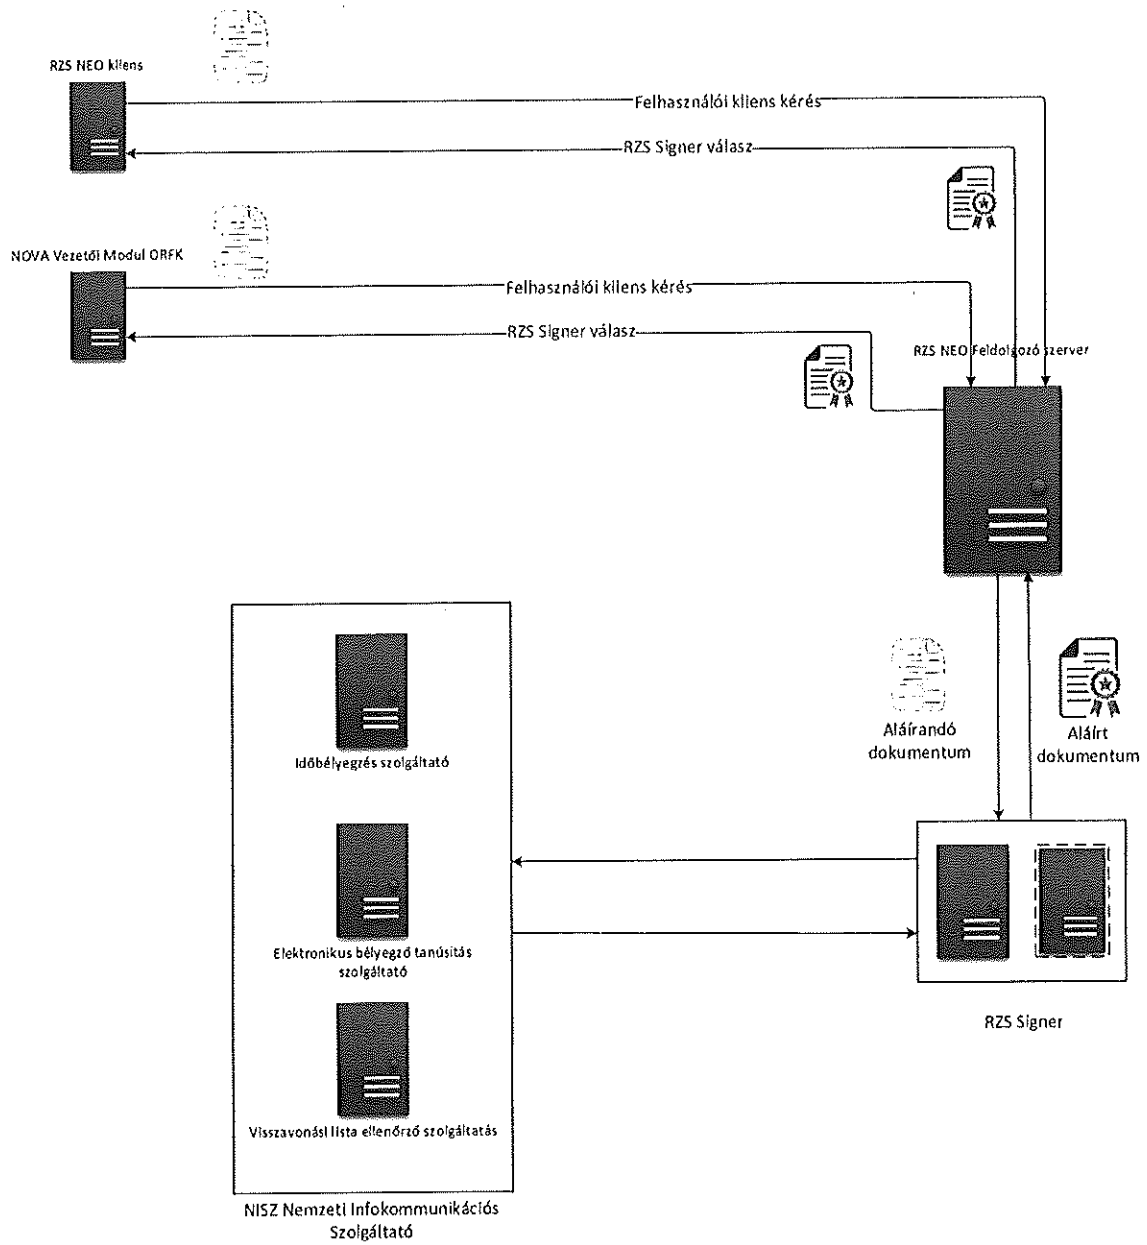 RZS NEO kliens
Felhasználói kliens kérés
RZS Signer válasz
NOVA Vezetői Modul ORFK
Felhasználói kliens kérés
RZS Signer válasz
RZS NEO Feldolgozó szerver
Aláírandó
dokumentum
Aláírt
dokumentum
Időbélyegzés szolgáltató
Elektronikus bélyegző tanúsítás
szolgáltató
Visszavonási lista ellenőrző szolgáltatás
RZS Signer
NISZ Nemzeti Infokommunikációs
Szolgáltató